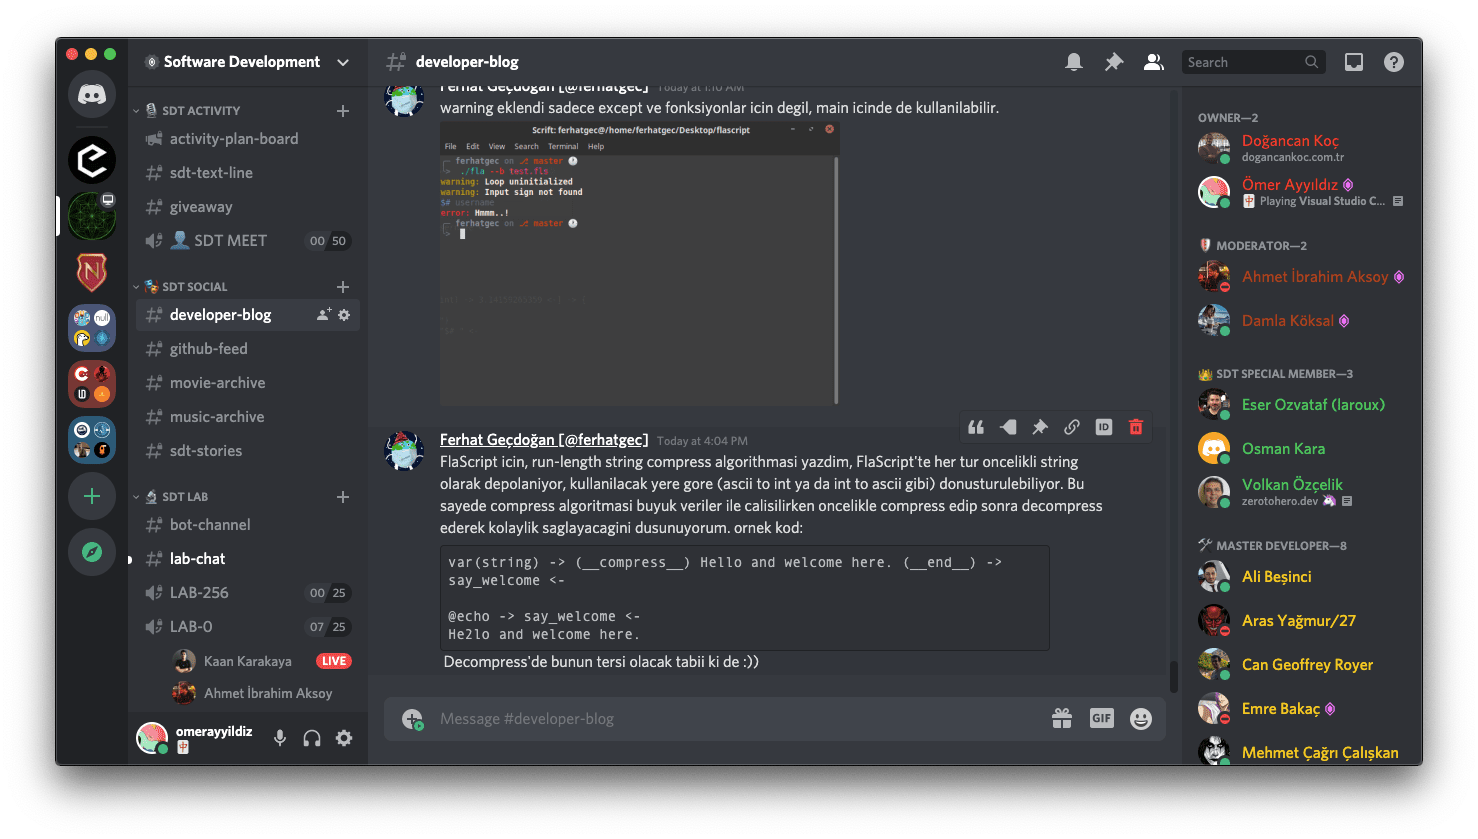 Software Development
SDT ACTIVITY
activity-plan-board
sdt-text-line
giveaway
SDT MEET 00 50
SDT SOCIAL
developer-blog
github-feed
movie-archive
music-archive
sdt-stories
SDT LAB
bot-channel
lab-chat
LAB-256 00 25
LAB-0 07 25
Kaan Karakaya LIVE
Ahmet İbrahim Aksoy
omerayyildiz
null
developer-blog
Search
Ferhat Geçdoğan [@ferhatgec] Today at 1:10 AM
warning eklendi sadece except ve fonksiyonlar icin degil, main icinde de kullanilabilir.
Scrift: ferhatgec@/home/ferhatgec/Desktop/flascript
File Edit View Search Terminal Help
ferhatgec on master
./fla --b test.fls
warning: Loop uninitialized
warning: Input sign not found
$# username
error: Hmmm..!
ferhatgec on master
ID
Ferhat Geçdoğan [@ferhatgec] Today at 4:04 PM
FlaScript icin, run-length string compress algorithmasi yazdim, FlaScript'te her tur oncelikli string
olarak depolaniyor, kullanilacak yere gore (ascii to int ya da int to ascii gibi) donusturulebiliyor. Bu
sayede compress algoritmasi buyuk veriler ile calisilirken oncelikle compress edip sonra decompress
ederek kolaylik saglayacagini dusunuyorum. ornek kod:
var(string) -> (__compress__) Hello and welcome here. (__end__) ->
say_welcome <-
@echo -> say_welcome <-
He2lo and welcome here.
Decompress'de bunun tersi olacak tabii ki de :))
Message #developer-blog
GIF
OWNER—2
Doğancan Koç
dogancankoc.com.tr
Ömer Ayyıldız
Playing Visual Studio C...
MODERATOR—2
Ahmet İbrahim Aksoy
Damla Köksal
SDT SPECIAL MEMBER—3
Eser Ozvataf (laroux)
Osman Kara
Volkan Özçelik
zerotohero.dev
MASTER DEVELOPER—8
Ali Beşinci
Aras Yağmur/27
Can Geoffrey Royer
Emre Bakaç
Mehmet Çağrı Çalışkan